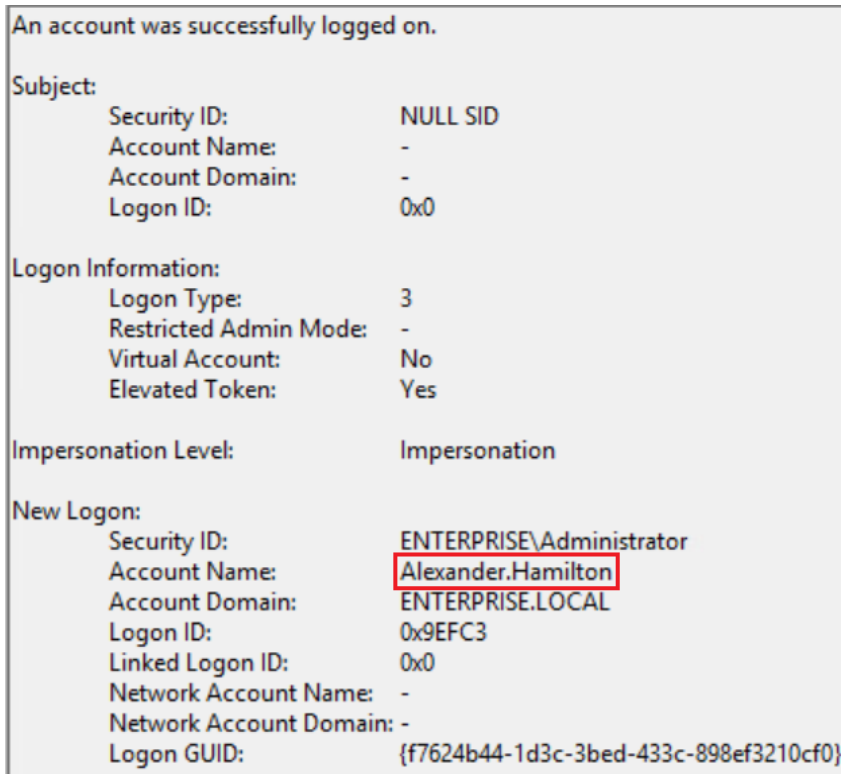 An account was successfully logged on.
Subject:
Security ID: NULL SID
Account Name: -
Account Domain: -
Logon ID: 0x0
Logon Information:
Logon Type: 3
Restricted Admin Mode: -
Virtual Account: No
Elevated Token: Yes
Impersonation Level: Impersonation
New Logon:
Security ID: ENTERPRISE\Administrator
Account Name: Alexander.Hamilton
Account Domain: ENTERPRISE.LOCAL
Logon ID: 0x9EFC3
Linked Logon ID: 0x0
Network Account Name: -
Network Account Domain: -
Logon GUID: {f7624b44-1d3c-3bed-433c-898ef3210cf0}